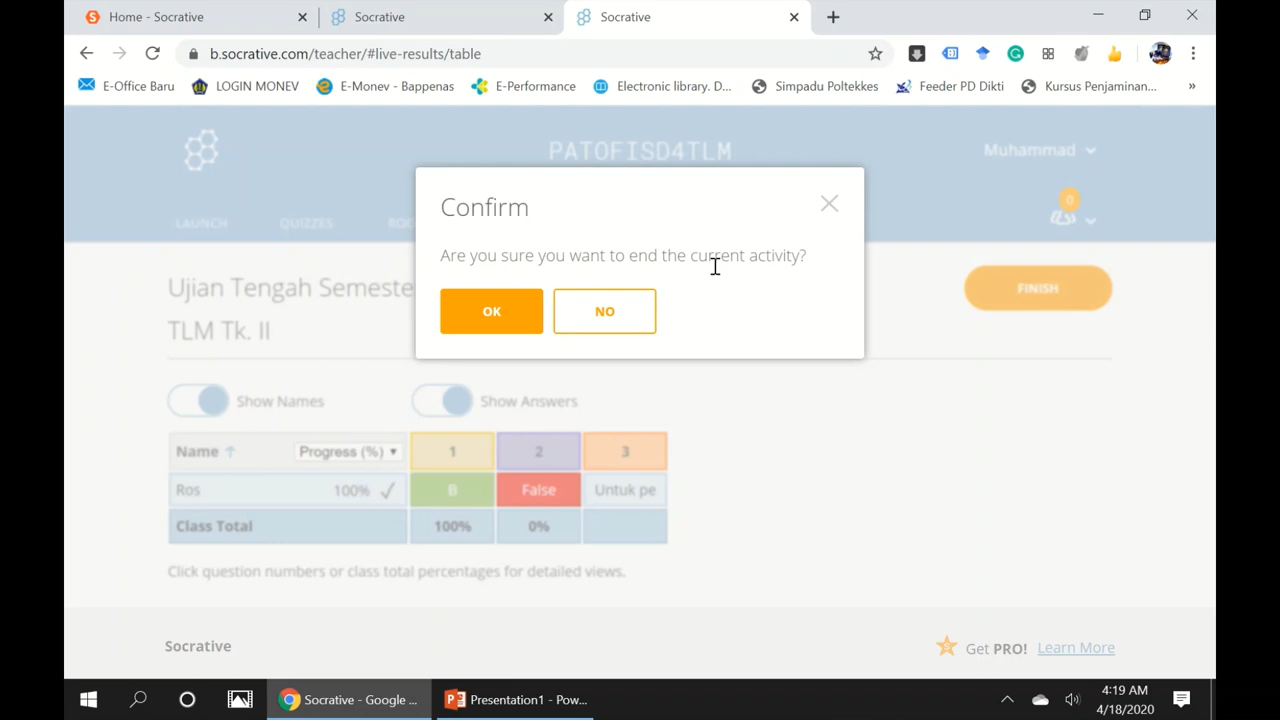 Home - Socrative
Socrative
Socrative
b.socrative.com/teacher/#live-results/table
E-Office Baru
LOGIN MONEV
E-Money - Bappenas
E-Performance
Electronic library. D...
Simpadu Poltekkes
Feeder PD Dikti
Kursus Penjaminan...
»
PATOFISD4TLM
Muhammad
0
LAUNCH
QUIZZES
Confirm
Are you sure you want to end the current activity?
OK
NO
Ujian Tengah Semeste
TLM Tk. II
FINISH
Show Names
Show Answers
Name
Progress (%)
1
2
3
Ros
100%
B
False
Untuk pe
Class Total
100%
0%
Click question numbers or class total percentages for detailed views.
Socrative
Get PRO! Learn More
Socrative - Google ...
Presentation1 - Pow...
4:19 AM
4/18/2020